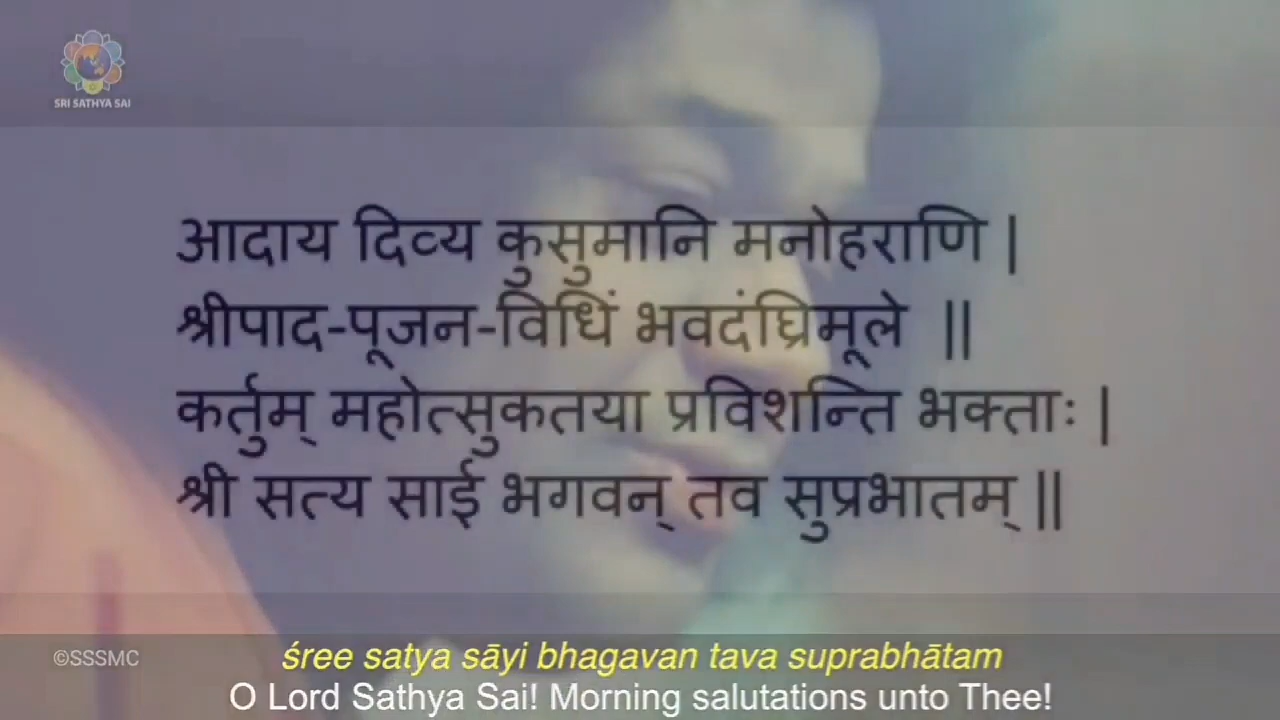 SRI SATHYA SAI
आदाय दिव्य कुसुमानि मनोहराणि |
श्रीपाद-पूजन-विधिं भवदंघ्रिमूले ||
कर्तुम् महोत्सुकतया प्रविशन्ति भक्ताः |
श्री सत्य साई भगवन् तव सुप्रभातम् ||
©SSSMC
śree satya sāyi bhagavan tava suprabhātam
O Lord Sathya Sai! Morning salutations unto Thee!